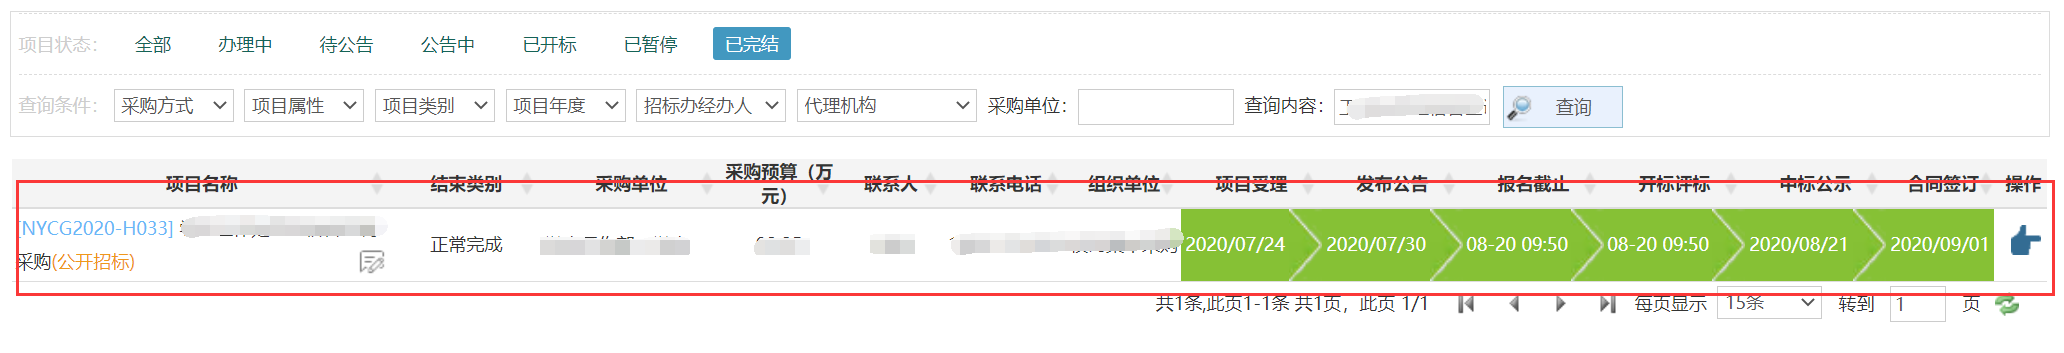 项目状态： 全部 办理中 待公告 公告中 已开标 已暂停 已完结
查询条件： 采购方式 项目属性 项目类别 项目年度 招标办经办人 代理机构 采购单位： 查询内容： 查询
项目名称 结束类别 采购单位 采购预算（万元） 联系人 联系电话 组织单位 项目受理 发布公告 报名截止 开标评标 中标公示 合同签订 操作
[NYCG2020-H033]
采购(公开招标) 正常完成 2020/07/24 2020/07/30 08-20 09:50 08-20 09:50 2020/08/21 2020/09/01
共1条,此页1-1条 共1页，此页 1/1 每页显示 15条 转到 1 页